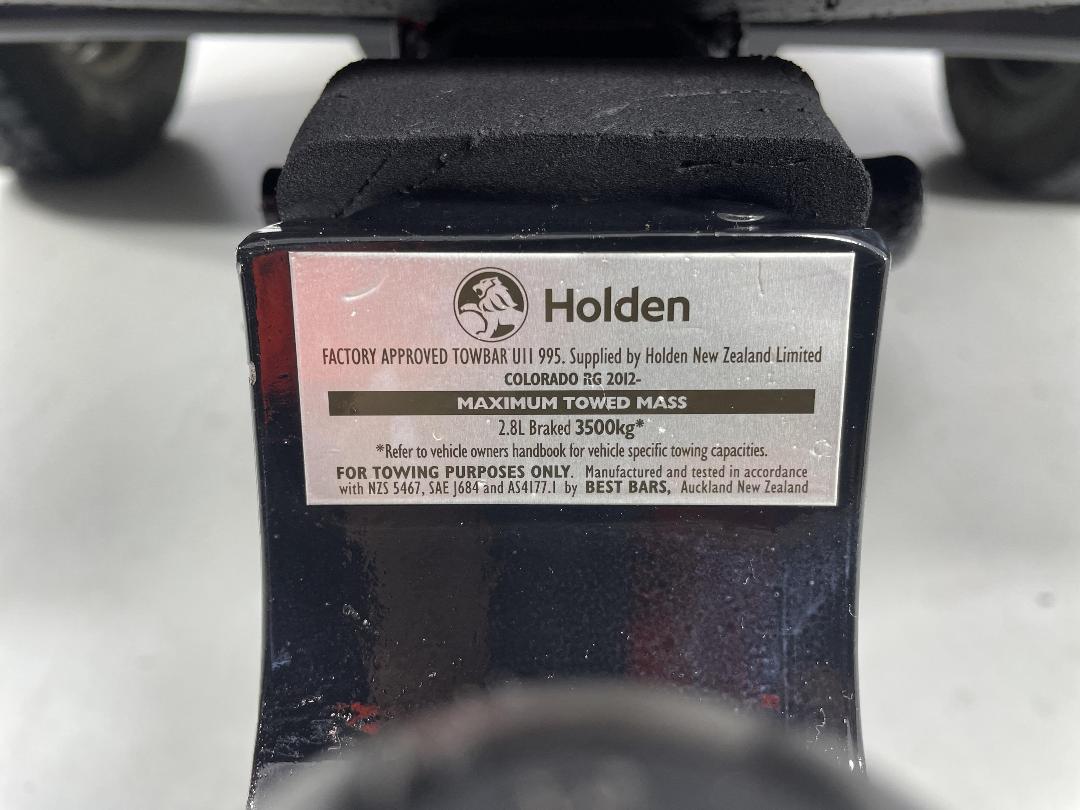 Holden
FACTORY APPROVED TOWBAR U11 995. Supplied by Holden New Zealand Limited
COLORADO RG 2012-
MAXIMUM TOWED MASS
2.8L Braked 3500kg*
*Refer to vehicle owners handbook for vehicle specific towing capacities.
FOR TOWING PURPOSES ONLY. Manufactured and tested in accordance
with NZS 5467, SAE J684 and AS4177.1 by BEST BARS, Auckland New Zealand